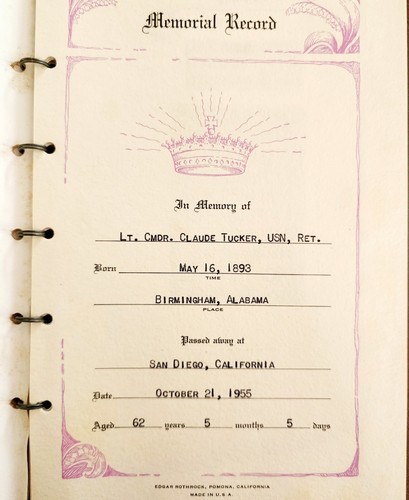 Memorial Record
In Memory of
LT. CMDR. CLAUDE TUCKER, USN, RET.
Born MAY 16, 1893
TIME
BIRMINGHAM, ALABAMA
PLACE
Passed away at
SAN DIEGO, CALIFORNIA
Date OCTOBER 21, 1955
Aged 62 years 5 months 5 days
EDGAR ROTHROCK, POMONA, CALIFORNIA
MADE IN U.S.A.